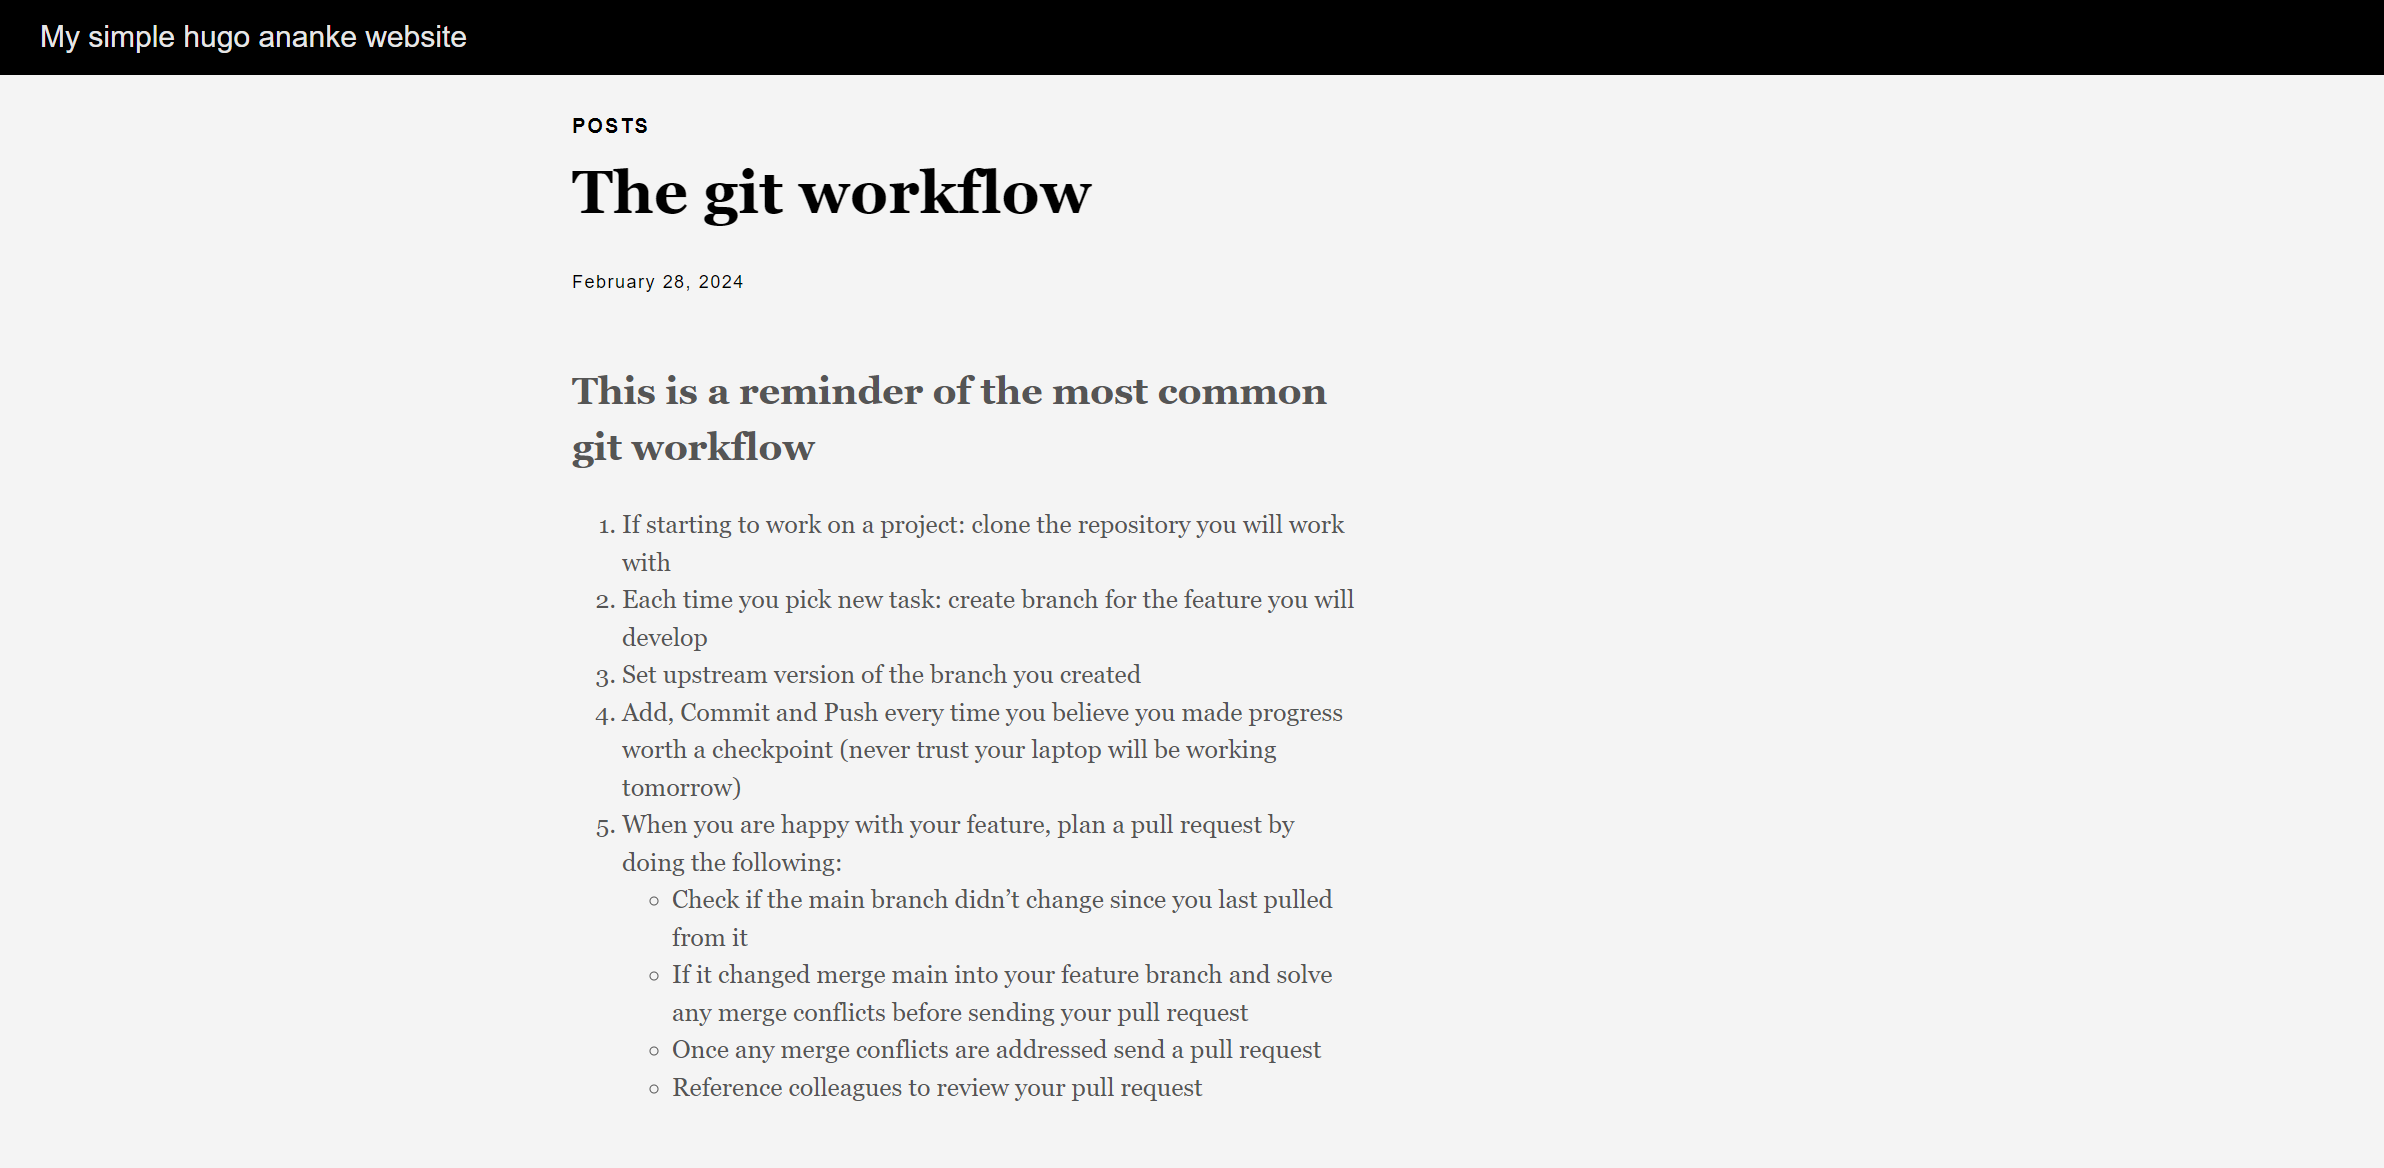 My simple hugo ananke website
POSTS
The git workflow
February 28, 2024
This is a reminder of the most common
git workflow
1. If starting to work on a project: clone the repository you will work
with
2. Each time you pick new task: create branch for the feature you will
develop
3. Set upstream version of the branch you created
4. Add, Commit and Push every time you believe you made progress
worth a checkpoint (never trust your laptop will be working
tomorrow)
5. When you are happy with your feature, plan a pull request by
doing the following:
◦ Check if the main branch didn’t change since you last pulled
from it
◦ If it changed merge main into your feature branch and solve
any merge conflicts before sending your pull request
◦ Once any merge conflicts are addressed send a pull request
◦ Reference colleagues to review your pull request